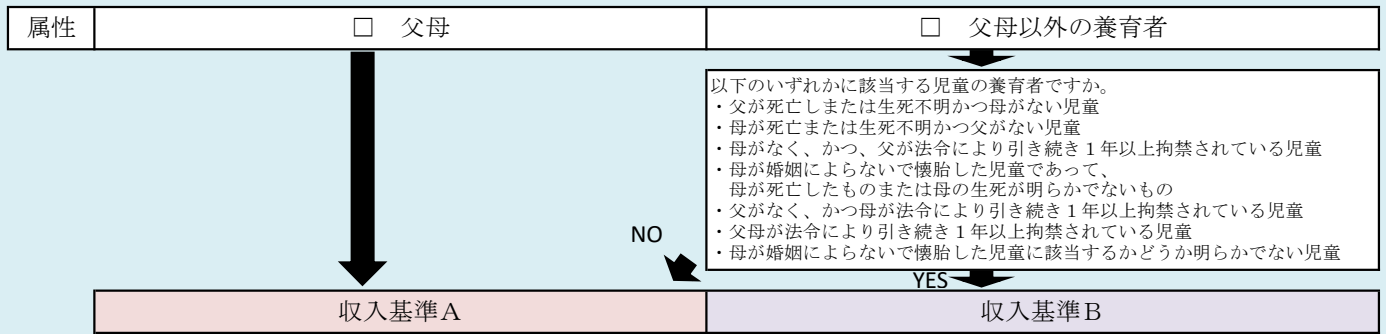 属性
□ 父母
□ 父母以外の養育者
以下のいずれかに該当する児童の養育者ですか。
・父が死亡しまたは生死不明かつ母がない児童
・母が死亡または生死不明かつ父がない児童
・母がなく、かつ、父が法令により引き続き１年以上拘禁されている児童
・母が婚姻によらないで懐胎した児童であって、
母が死亡したものまたは母の生死が明らかでないもの
・父がなく、かつ母が法令により引き続き１年以上拘禁されている児童
・父母が法令により引き続き１年以上拘禁されている児童
・母が婚姻によらないで懐胎した児童に該当するかどうか明らかでない児童
NO
YES
収入基準Ａ
収入基準Ｂ